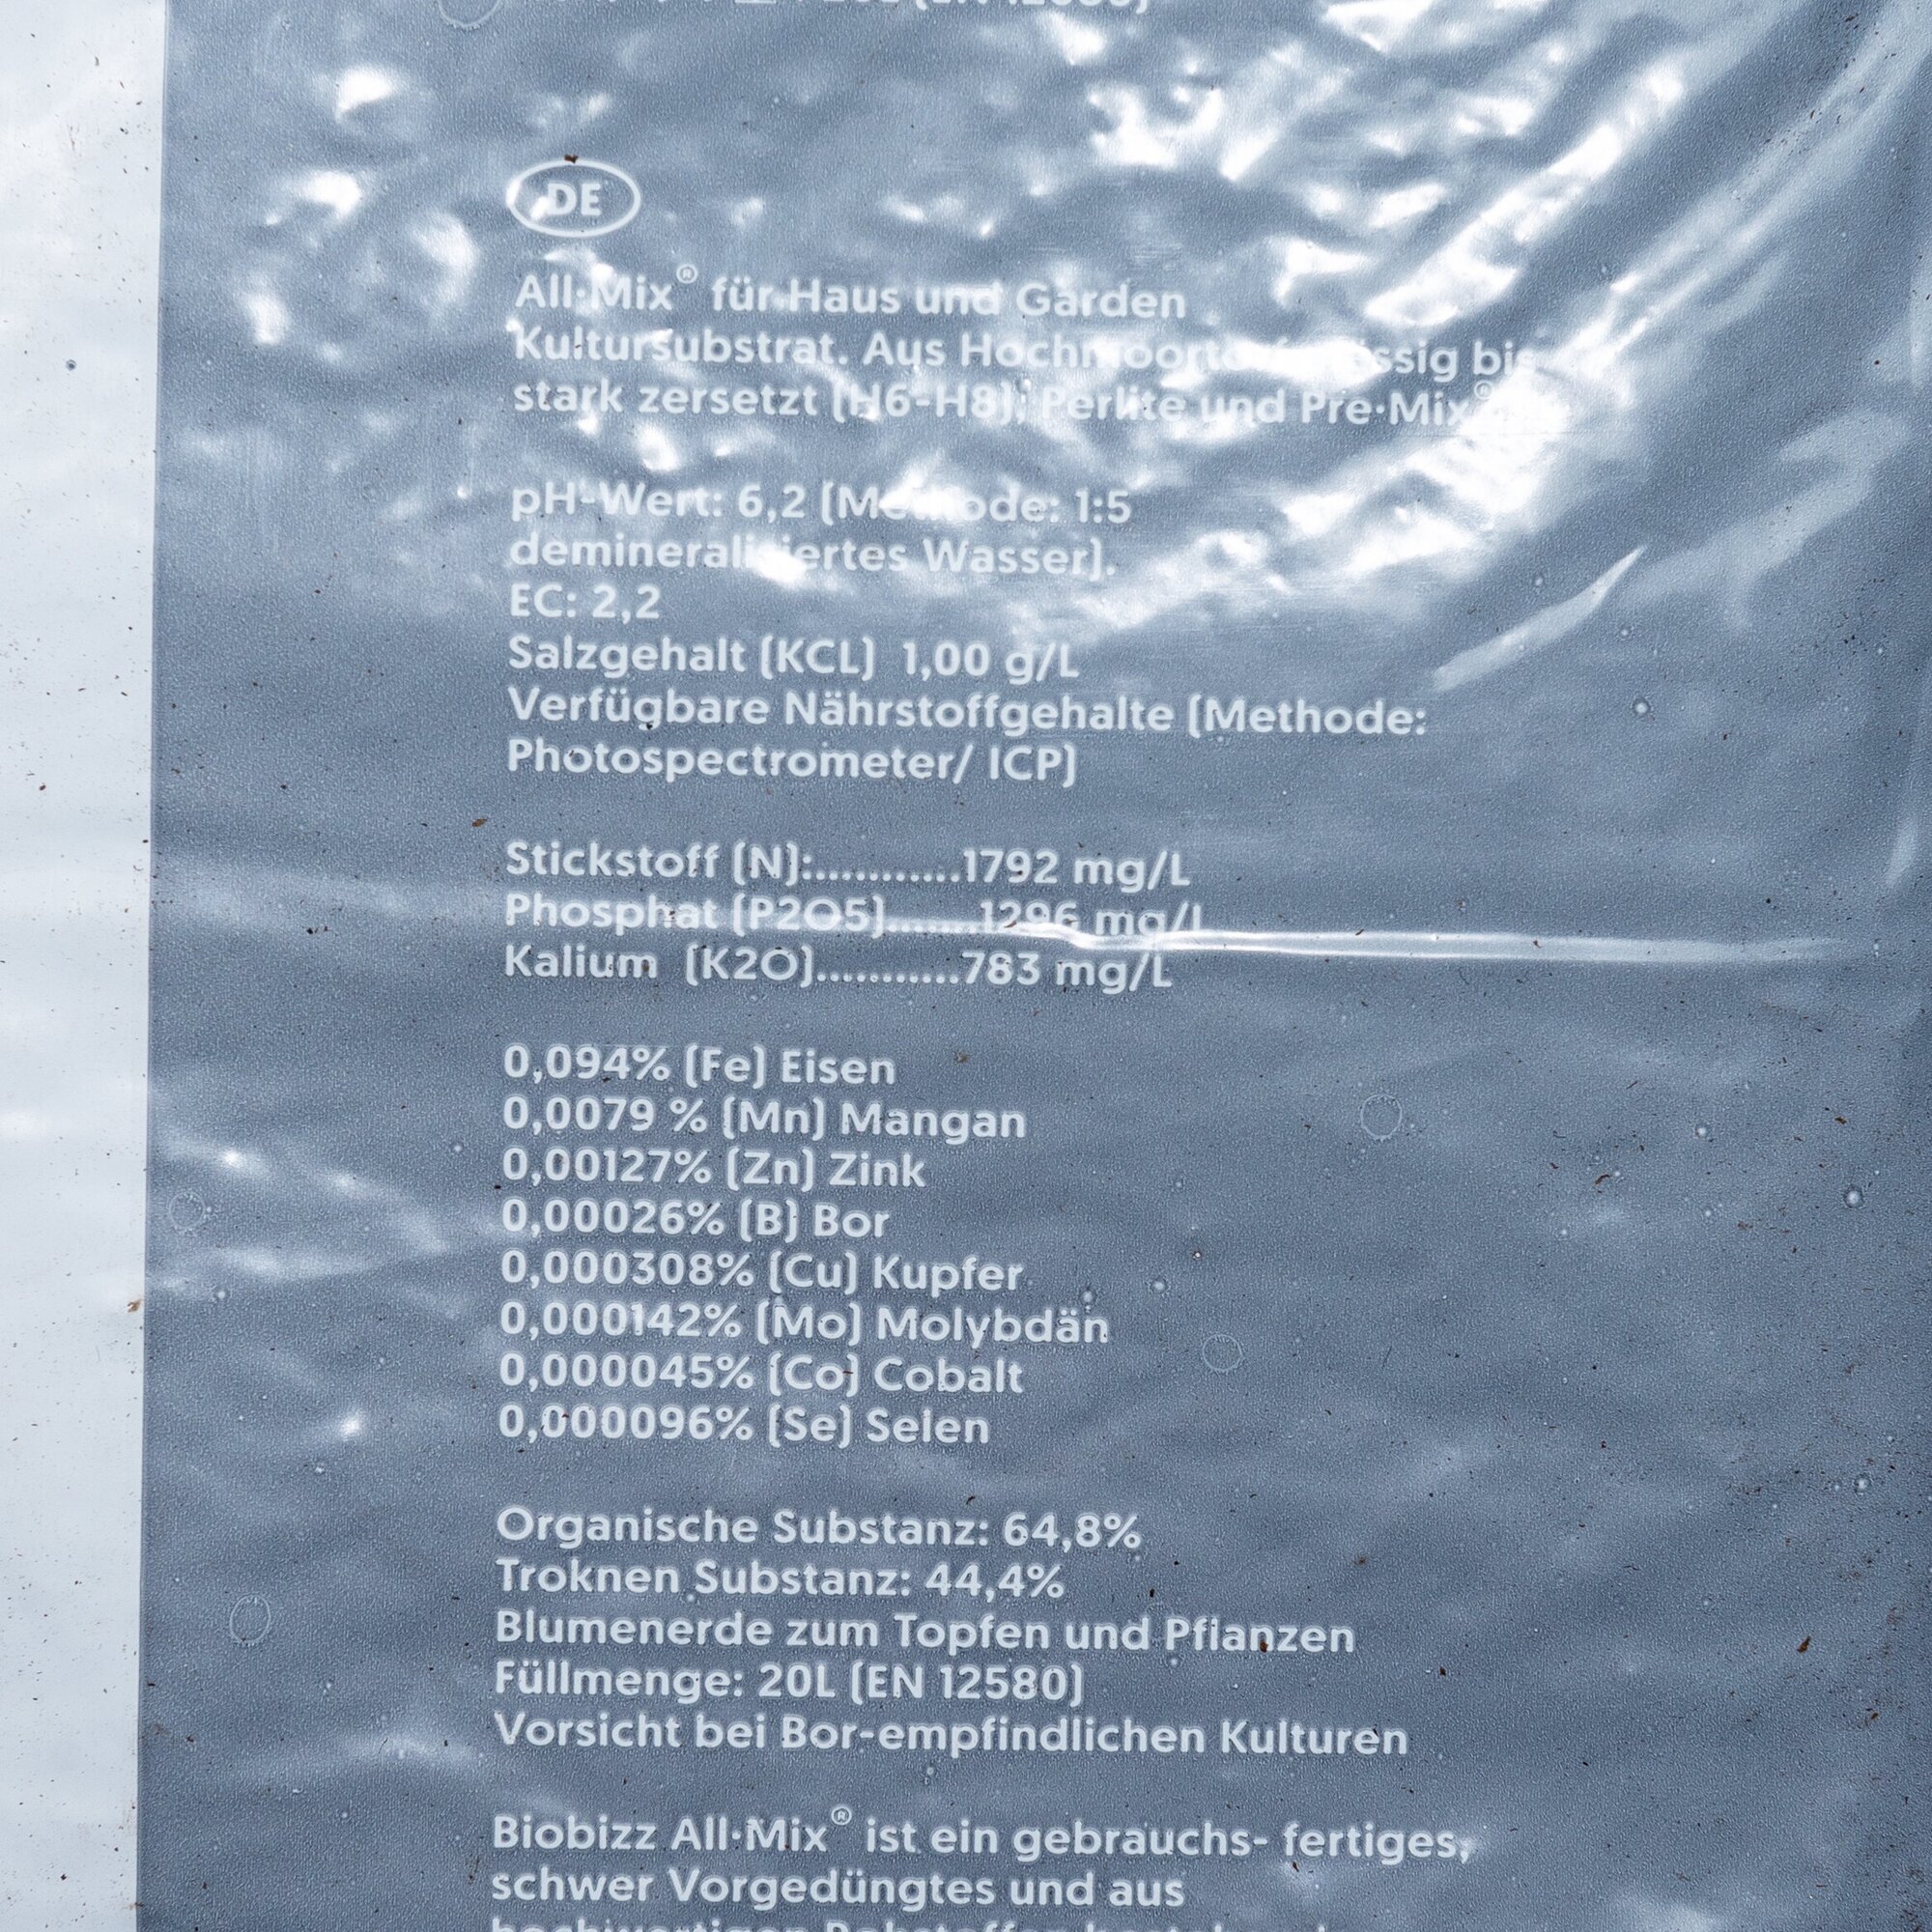 DE
All·Mix® für Haus und Garden
Kultursubstrat. Aus bis
stark zersetzt (H6-H8); Perlite und Pre·Mix®
pH-Wert: 6,2 (Methode: 1:5
demineralisiertes Wasser).
EC: 2,2
Salzgehalt (KCL) 1,00 g/L
Verfügbare Nährstoffgehalte (Methode:
Photospectrometer/ ICP)
Stickstoff (N):...........1792 mg/L
Phosphat (P2O5).......1296 mg/L
Kalium (K2O)...........783 mg/L
0,094% (Fe) Eisen
0,0079 % (Mn) Mangan
0,00127% (Zn) Zink
0,00026% (B) Bor
0,000308% (Cu) Kupfer
0,000142% (Mo) Molybdän
0,000045% (Co) Cobalt
0,000096% (Se) Selen
Organische Substanz: 64,8%
Troknen Substanz: 44,4%
Blumenerde zum Topfen und Pflanzen
Füllmenge: 20L (EN 12580)
Vorsicht bei Bor-empfindlichen Kulturen
Biobizz All·Mix® ist ein gebrauchs- fertiges,
schwer Vorgedüngtes und aus